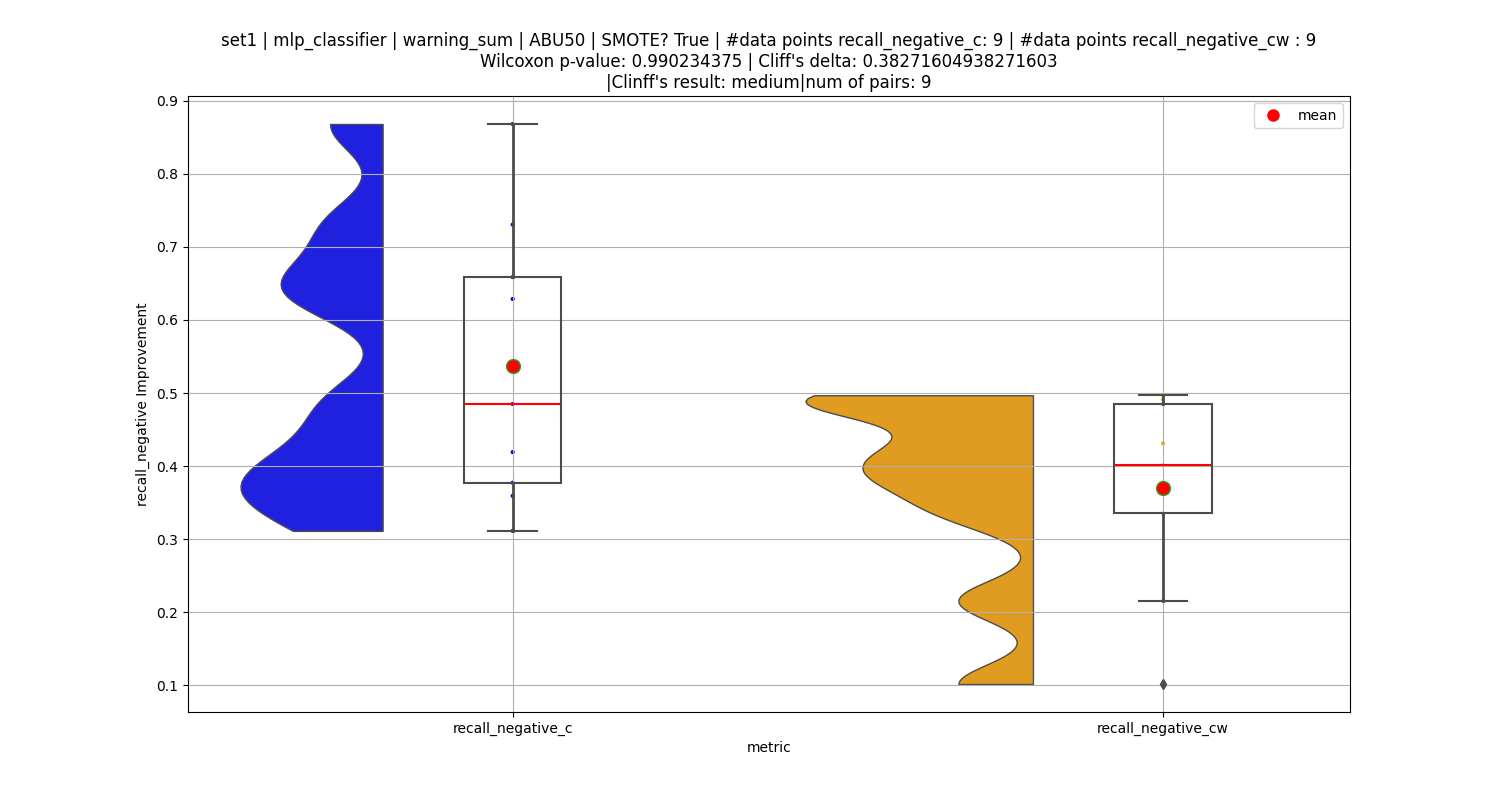 set1 | mlp_classifier | warning_sum | ABU50 | SMOTE? True | #data points recall_negative_c: 9 | #data points recall_negative_cw : 9
Wilcoxon p-value: 0.990234375 | Cliff's delta: 0.38271604938271603
|Clinff's result: medium|num of pairs: 9
mean
0.9
0.8
0.7
0.6
0.5
0.4
0.3
0.2
0.1
recall_negative Improvement
recall_negative_c
recall_negative_cw
metric